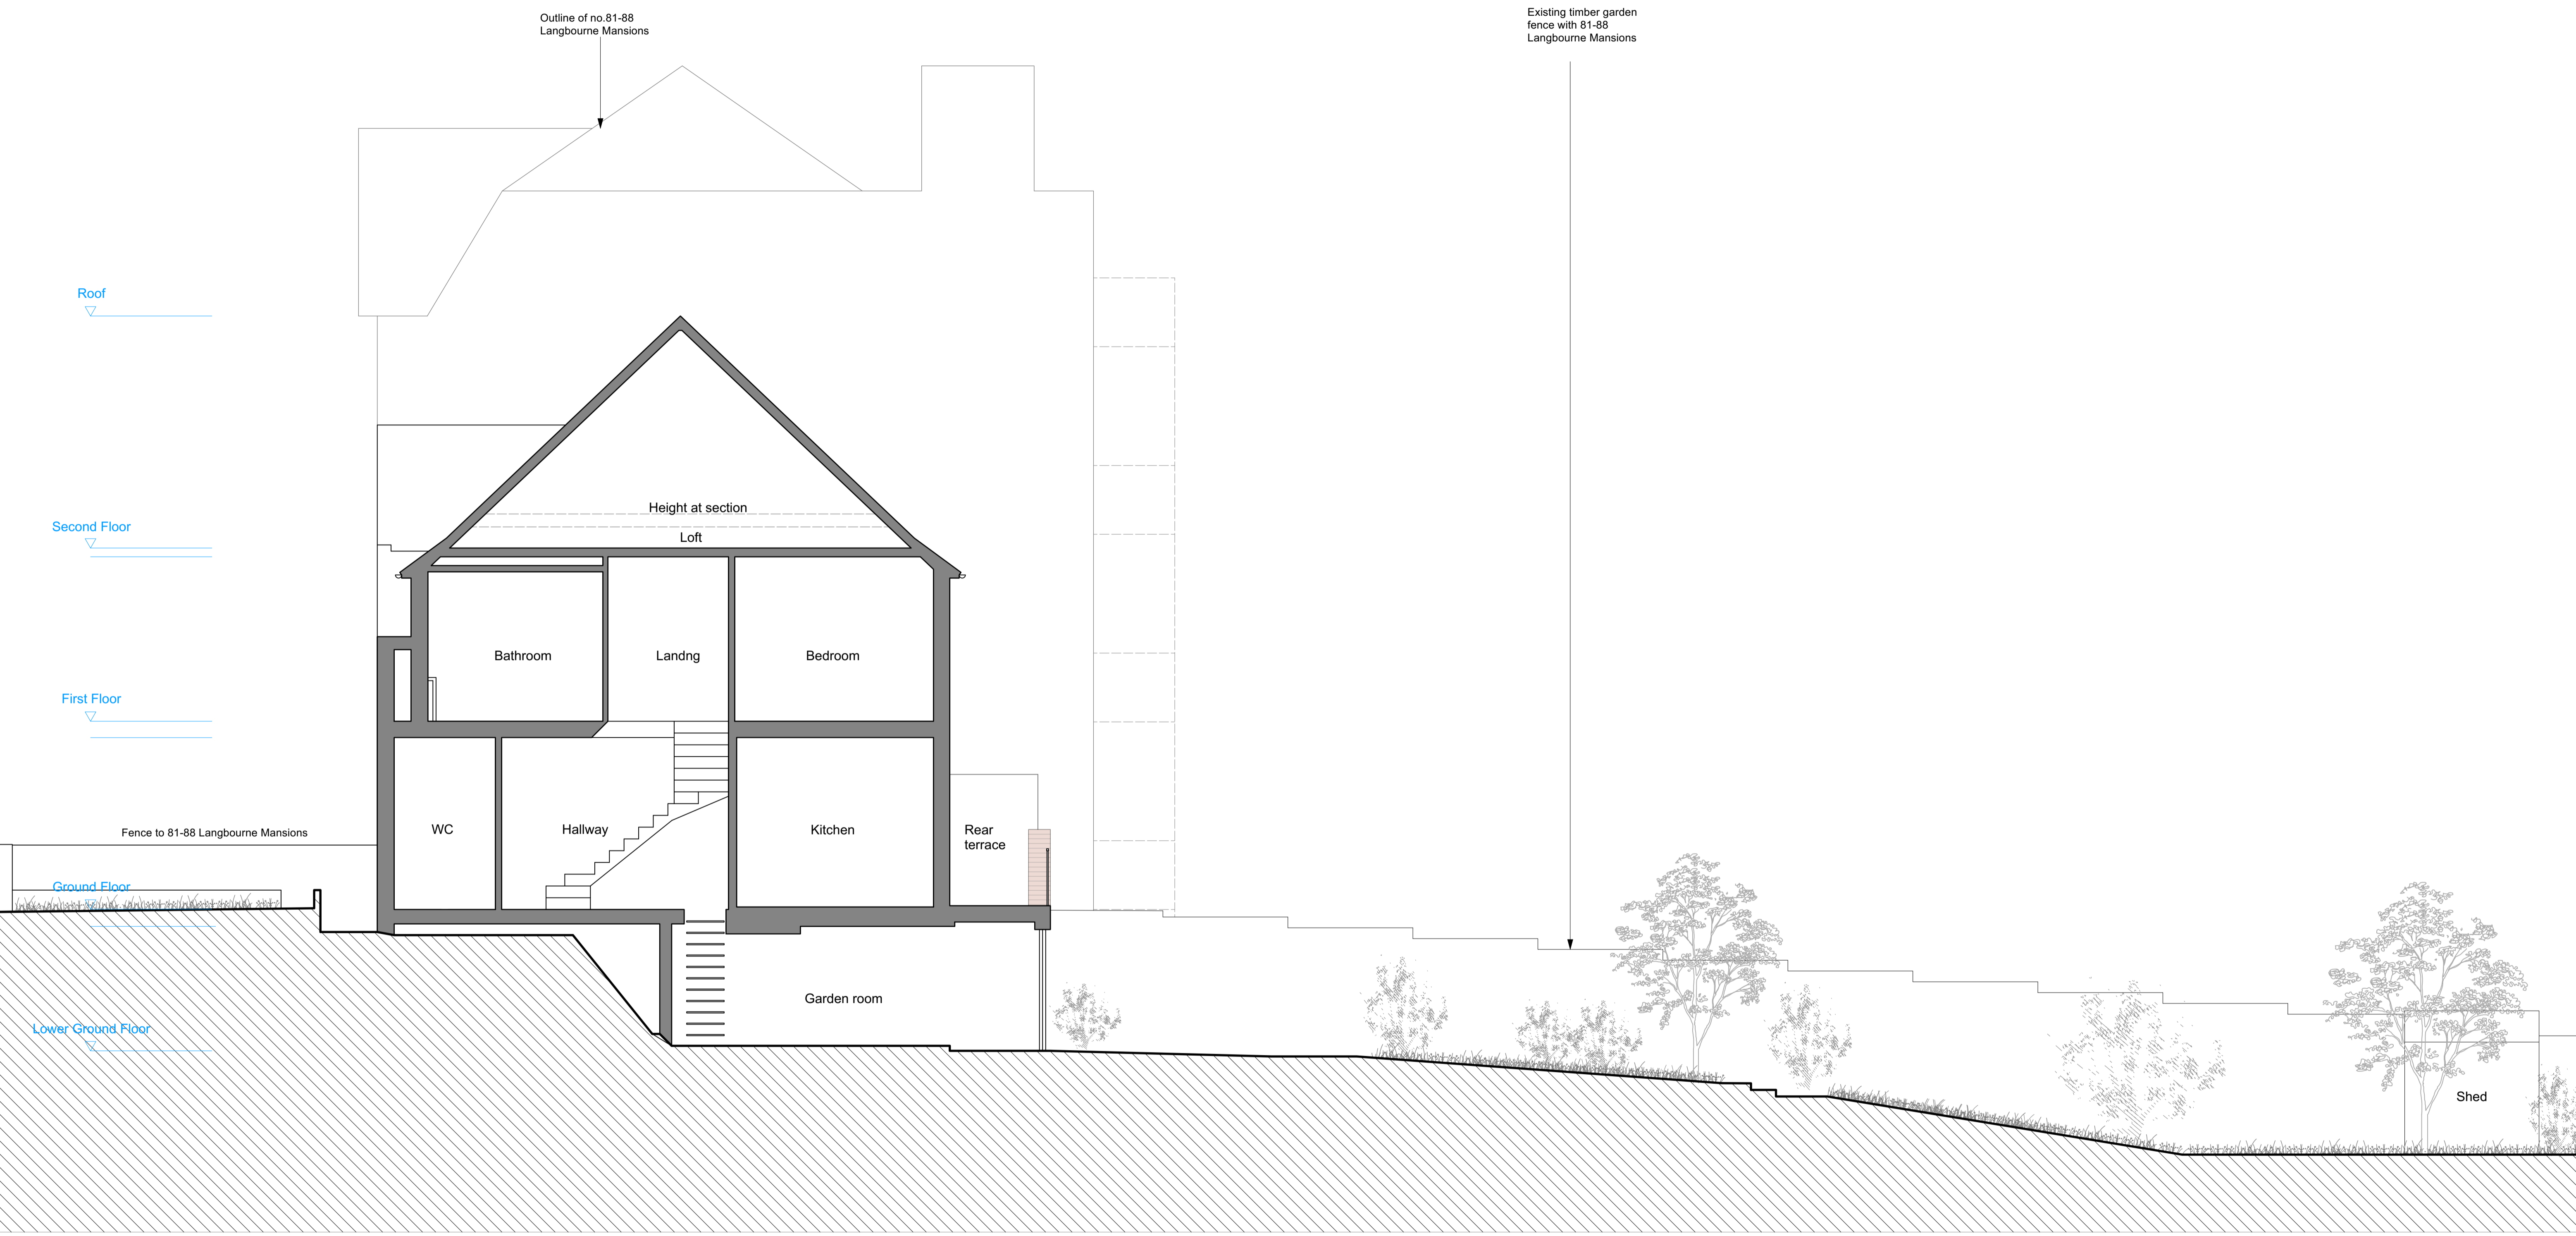 Outline of no.81-88
Langbourne Mansions
Existing timber garden
fence with 81-88
Langbourne Mansions
Roof
Height at section
Second Floor
Loft
Bathroom
Landng
Bedroom
First Floor
Fence to 81-88 Langbourne Mansions
WC
Hallway
Kitchen
Rear
terrace
Ground Floor
Garden room
Lower Ground Floor
Shed